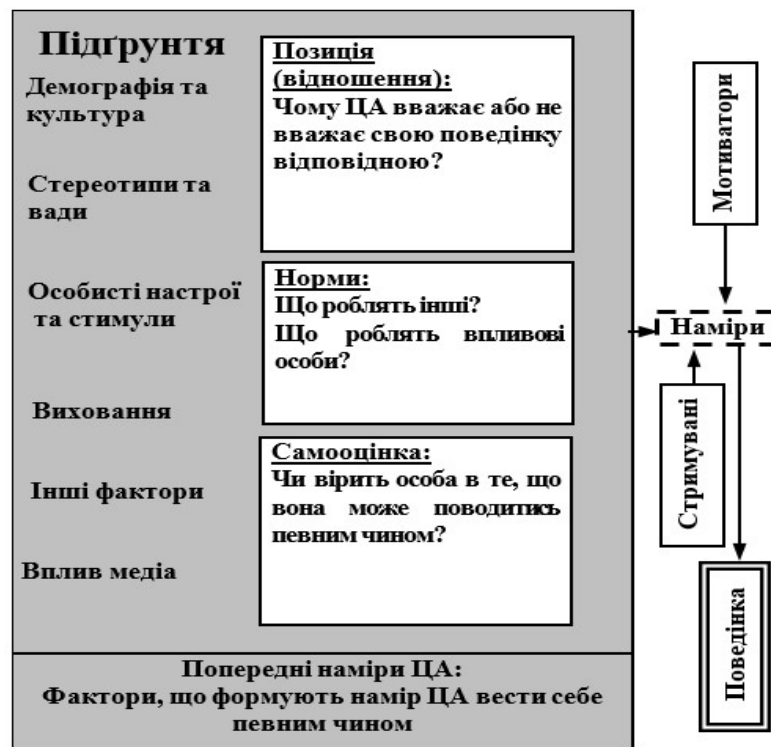 Підґрунтя
Демографія та
культура
Стереотипи та
вади
Особисті настрої
та стимули
Виховання
Інші фактори
Вплив медіа
Позиція
(відношення):
Чому ЦА вважає або не
вважає свою поведінку
відповідною?
Норми:
Що роблять інші?
Що роблять впливові
особи?
Самооцінка:
Чи вірить особа в те, що
вона може поводитись
певним чином?
Попередні наміри ЦА:
Фактори, що формують намір ЦА вести себе
певним чином
Мотиватори
Наміри
Стримувані
Поведінка